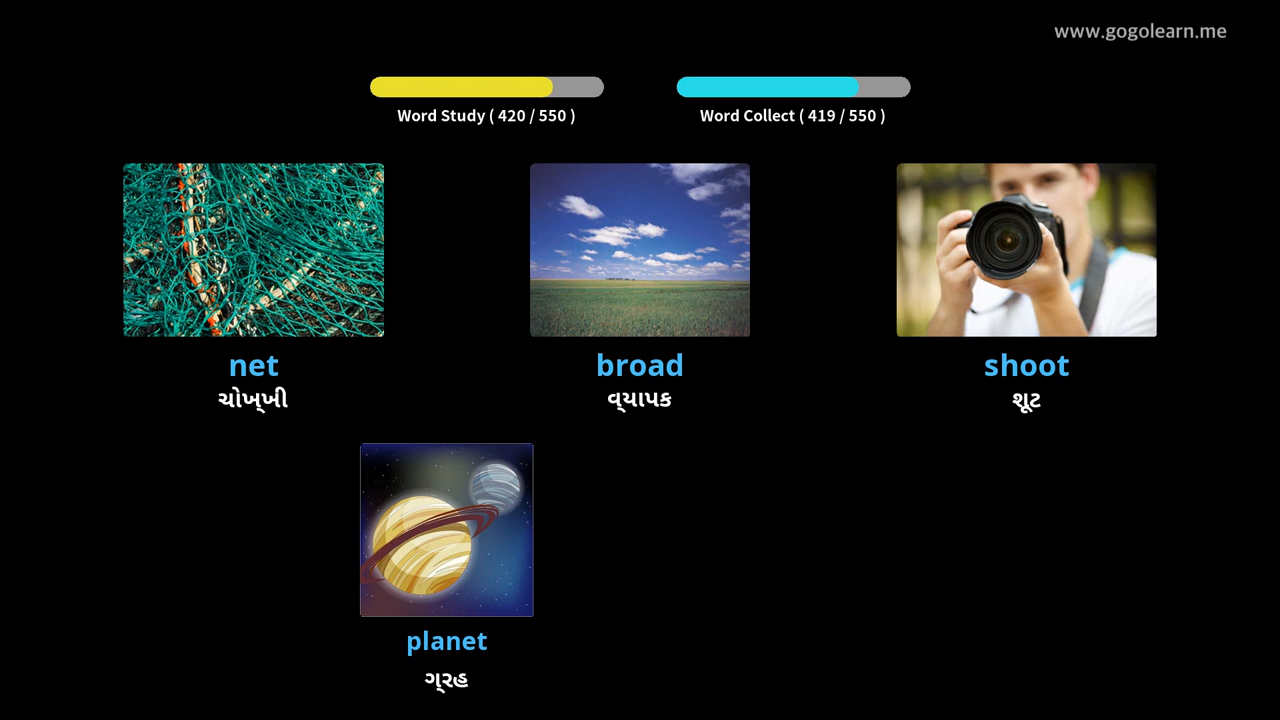 www.gogolearn.me
Word Study ( 420 / 550 )
Word Collect ( 419 / 550 )
net
broad
shoot
ચોખ્ખી
વ્યાપક
શૂટ
planet
ગ્રહ